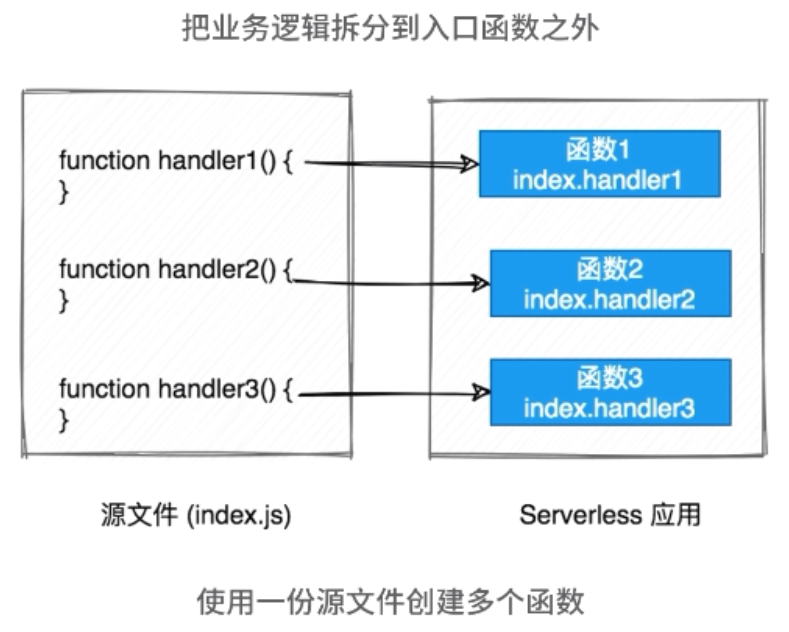 把业务逻辑拆分到入口函数之外
function handler1() {
}
function handler2() {
}
function handler3() {
}
函数1
index.handler1
函数2
index.handler2
函数3
index.handler3
源文件 (index.js)
Serverless 应用
使用一份源文件创建多个函数